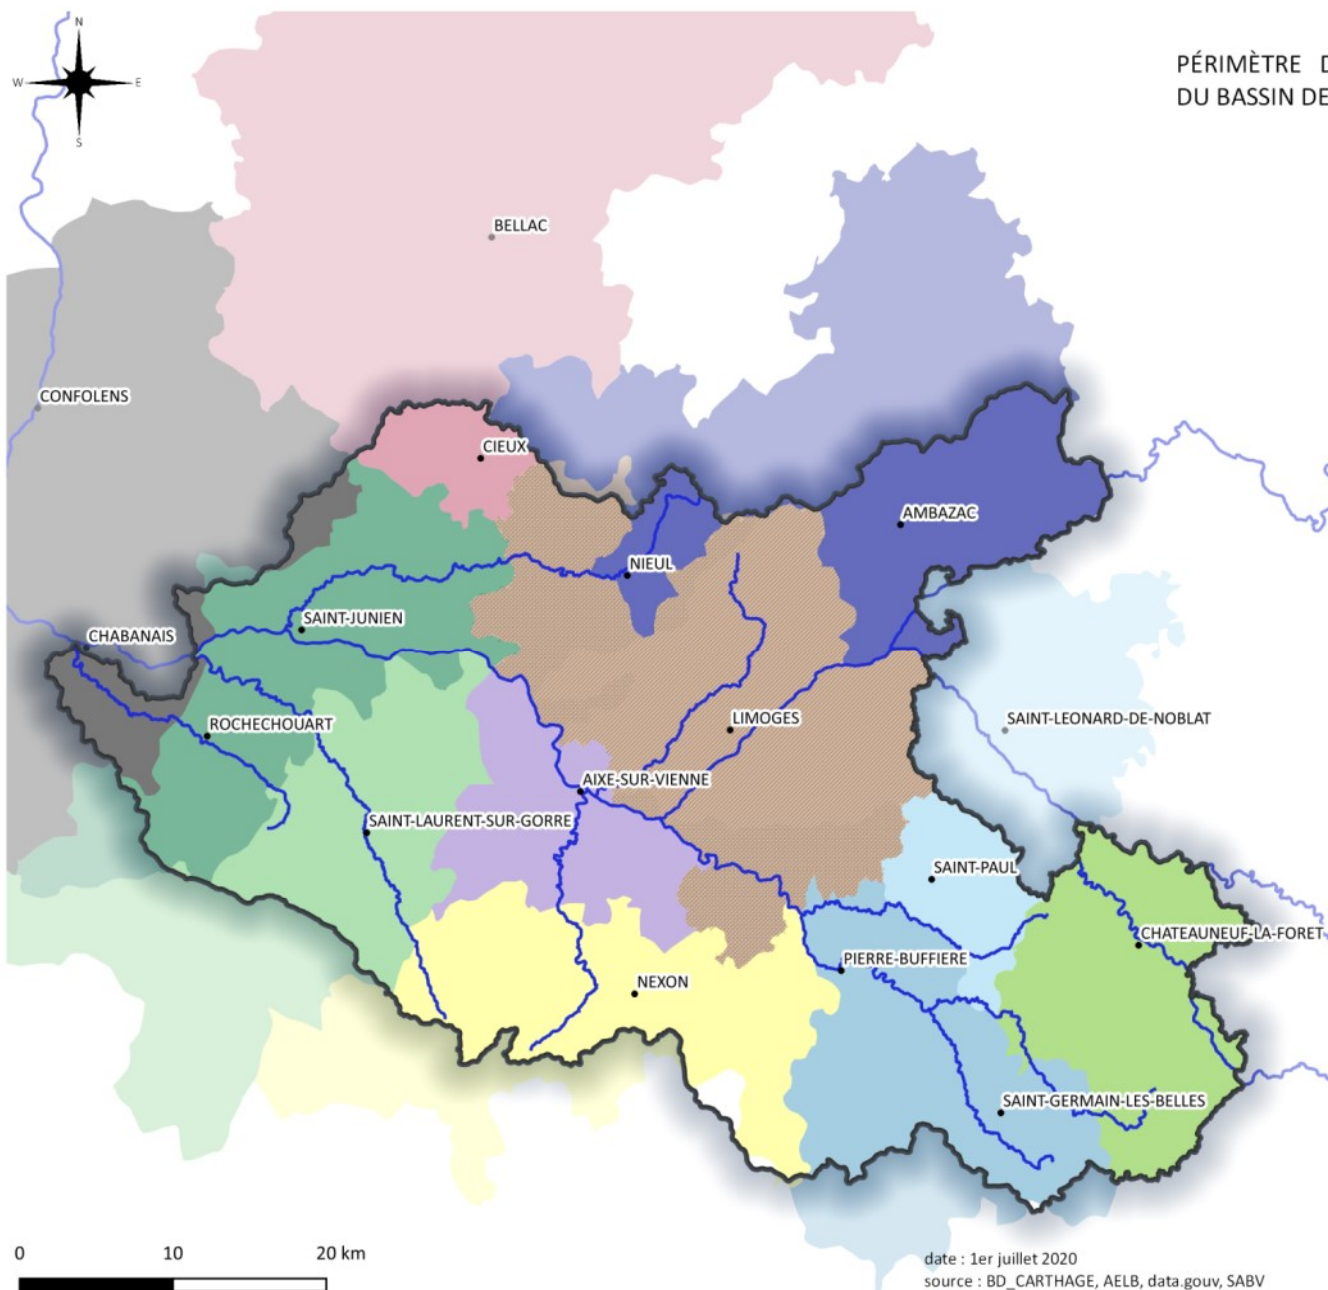 N
W E
S
PÉRIMÈTRE D
DU BASSIN DE
BELLAC
CONFOLENS
CIEUX
AMBAZAC
NIEUL
SAINT-JUNIEN
CHABANAIS
ROCHECHOUART
LIMOGES
SAINT-LEONARD-DE-NOBLAT
AIXE-SUR-VIENNE
SAINT-LAURENT-SUR-GORRE
SAINT-PAUL
CHATEAUNEUF-LA-FORET
PIERRE-BUFFIERE
NEXON
SAINT-GERMAIN-LES-BELLES
0 10 20 km
date : 1er juillet 2020
source : BD_CARTHAGE, AELB, data.gouv, SABV